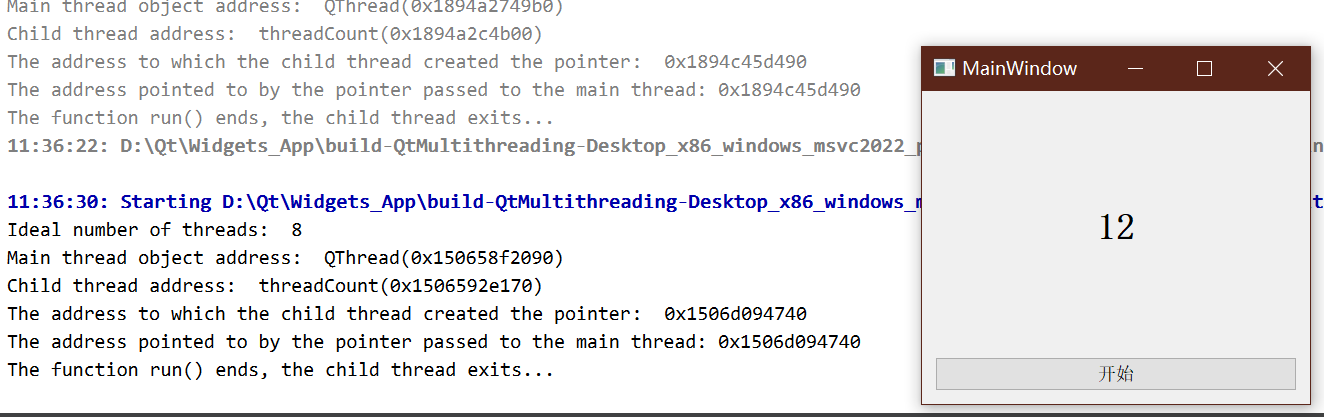 Main thread object address:  QThread(0x1894a2749b0)
Child thread address:  threadCount(0x1894a2c4b00)
The address to which the child thread created the pointer:  0x1894c45d490
The address pointed to by the pointer passed to the main thread: 0x1894c45d490
The function run() ends, the child thread exits...
11:36:22: D:\Qt\Widgets_App\build-QtMultithreading-Desktop_x86_windows_msvc2022_
11:36:30: Starting D:\Qt\Widgets_App\build-QtMultithreading-Desktop_x86_windows_
Ideal number of threads:  8
Main thread object address:  QThread(0x150658f2090)
Child thread address:  threadCount(0x1506592e170)
The address to which the child thread created the pointer:  0x1506d094740
The address pointed to by the pointer passed to the main thread: 0x1506d094740
The function run() ends, the child thread exits...
MainWindow
12
开始